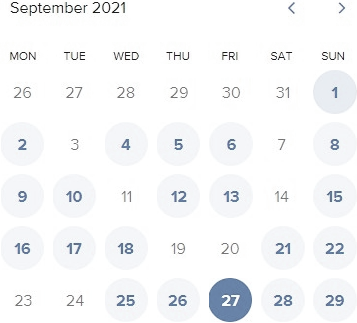 September 2021
MON TUE WED THU FRI SAT SUN
26 27 28 29 30 31 1
2 3 4 5 6 7 8
9 10 11 12 13 14 15
16 17 18 19 20 21 22
23 24 25 26 27 28 29